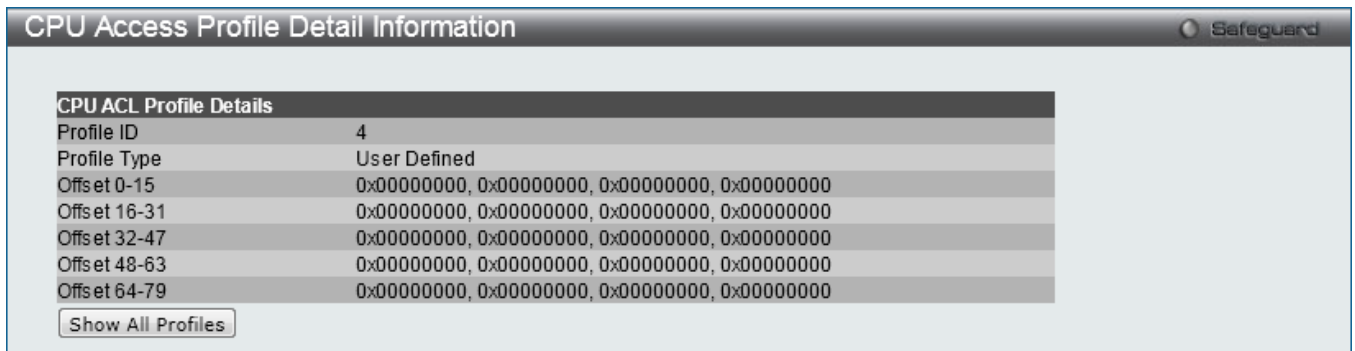 CPU Access Profile Detail Information
Safeguard
CPU ACL Profile Details
Profile ID 4
Profile Type User Defined
Offset 0-15 0x00000000, 0x00000000, 0x00000000, 0x00000000
Offset 16-31 0x00000000, 0x00000000, 0x00000000, 0x00000000
Offset 32-47 0x00000000, 0x00000000, 0x00000000, 0x00000000
Offset 48-63 0x00000000, 0x00000000, 0x00000000, 0x00000000
Offset 64-79 0x00000000, 0x00000000, 0x00000000, 0x00000000
Show All Profiles